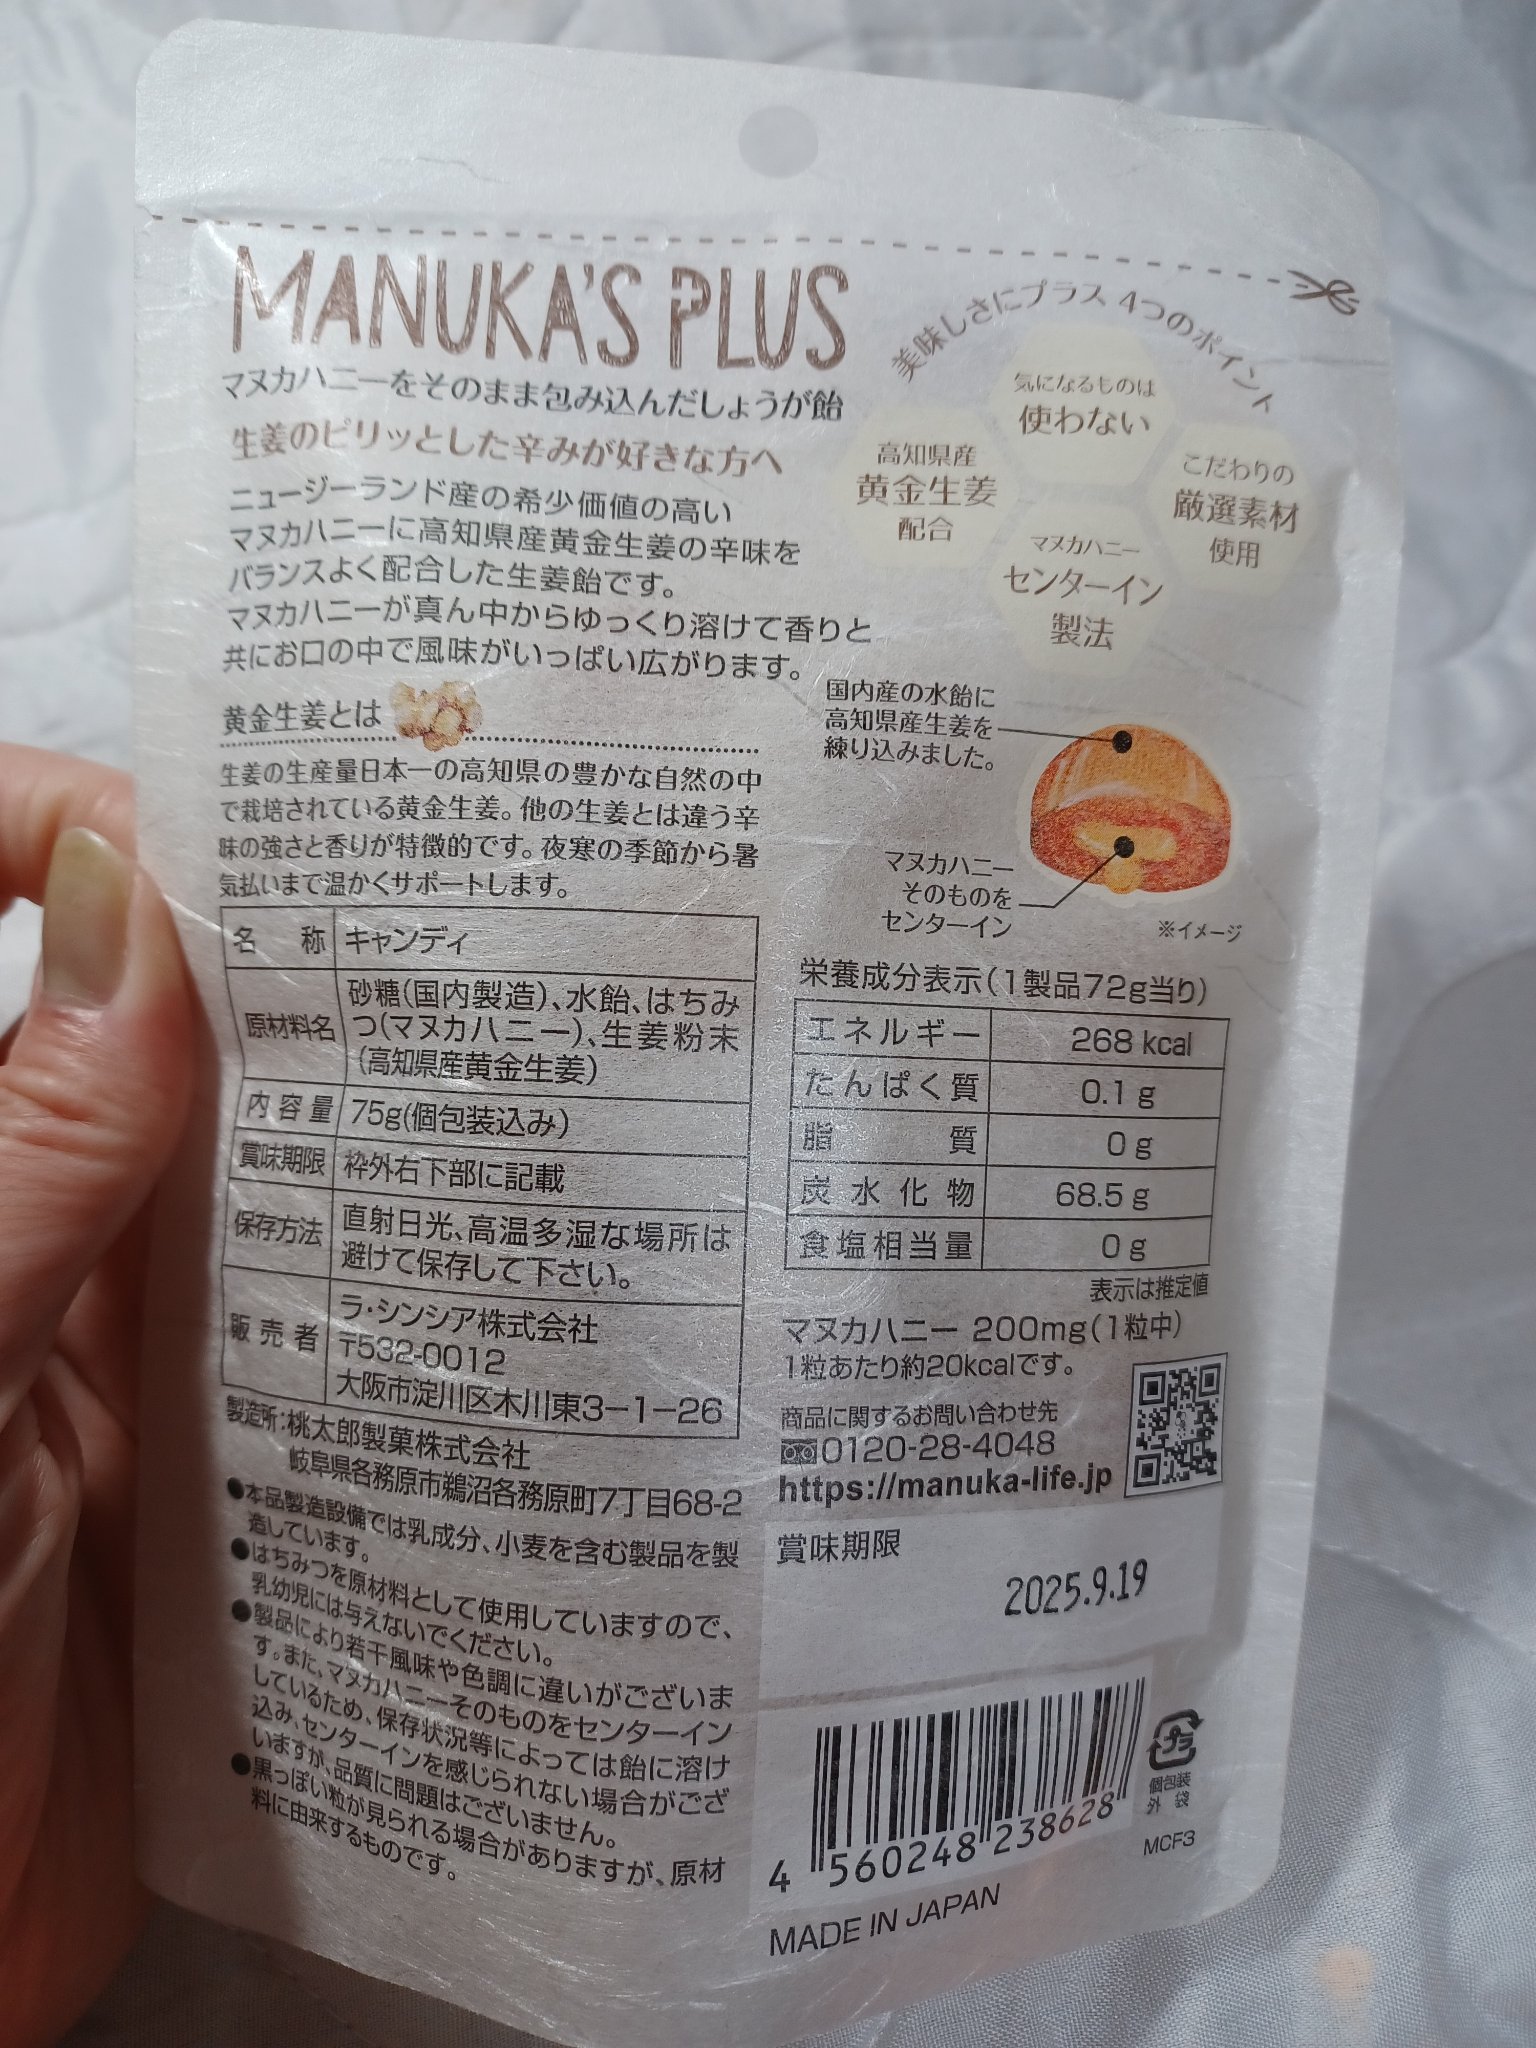 MANUKA'S PLUS
マヌカハニーをそのまま包み込んだしょうが飴
生姜のピリッとした辛みが好きな方へ
ニュージーランド産の希少価値の高い
マヌカハニーに高知県産黄金生姜の辛味を
バランスよく配合した生姜飴です。
マヌカハニーが真ん中からゆっくり溶けて香りと
共にお口の中で風味がいっぱい広がります。
美味しさにプラス 4つのポイント
気になるものは
使わない
高知県産
黄金生姜
配合
こだわりの
厳選素材
使用
マヌカハニー
センターイン
製法
国内産の水飴に
高知県産生姜を
練り込みました。
マヌカハニー
そのものを
センターイン
※イメージ
黄金生姜とは
生姜の生産量日本一の高知県の豊かな自然の中
で栽培されている黄金生姜。他の生姜とは違う辛
味の強さと香りが特徴的です。夜寒の季節から暑
気払いまで温かくサポートします。
名 称 キャンディ
原材料名 砂糖(国内製造)、水飴、はちみ
つ(マヌカハニー)、生姜粉末
(高知県産黄金生姜)
内容量 75g(個包装込み)
賞味期限 枠外右下部に記載
保存方法 直射日光、高温多湿な場所は
避けて保存して下さい。
販売者 ラ・シンシア株式会社
〒532-0012
大阪市淀川区木川東3-1-26
製造所:桃太郎製菓株式会社
岐阜県各務原市鵜沼各務原町7丁目68-2
●本品製造設備では乳成分、小麦を含む製品を製
造しています。
●はちみつを原材料として使用していますので、
乳幼児には与えないでください。
●製品により若干風味や色調に違いがございま
す。また、マヌカハニーそのものをセンターイン
しているため、保存状況等によっては飴に溶け
込み、センターインを感じられない場合がござ
いますが、品質に問題はございません。
●黒っぽい粒が見られる場合がありますが、原材
料に由来するものです。
栄養成分表示(1製品72g当り)
エネルギー 268 kcal
たんぱく質 0.1 g
脂質 0 g
炭水化物 68.5 g
食塩相当量 0 g
表示は推定値
マヌカハニー 200mg(1粒中)
1粒あたり約20kcalです。
商品に関するお問い合わせ先
0120-28-4048
https://manuka-life.jp
賞味期限
2025.9.19
4 560248 238628
プラ
個包装
外 袋
MCF3
MADE IN JAPAN